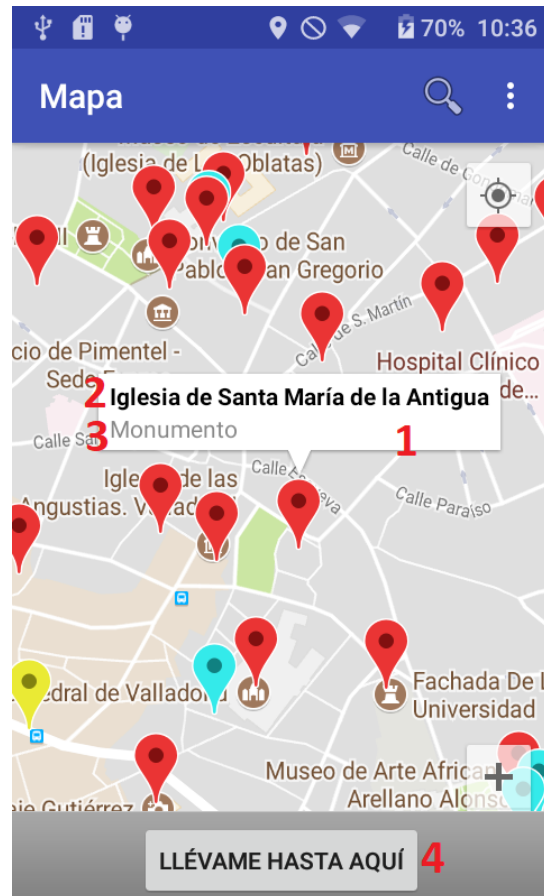 70% 10:36
Mapa
(Iglesia de Las Oblatas)
Calle de
de San
Pablo San Gregorio
Calle de S. Martín
cio de Pimentel -
Hospital Clínico
de...
2 Iglesia de Santa María de la Antigua
3 Monumento
1
Calle
Iglesia de las
Angustias.
Calle Paraíso
edral de Valladolid
Fachada De L
Universidad
Museo de Arte African
Arellano Alonso
eje Gutiérrez
LLÉVAME HASTA AQUÍ 4